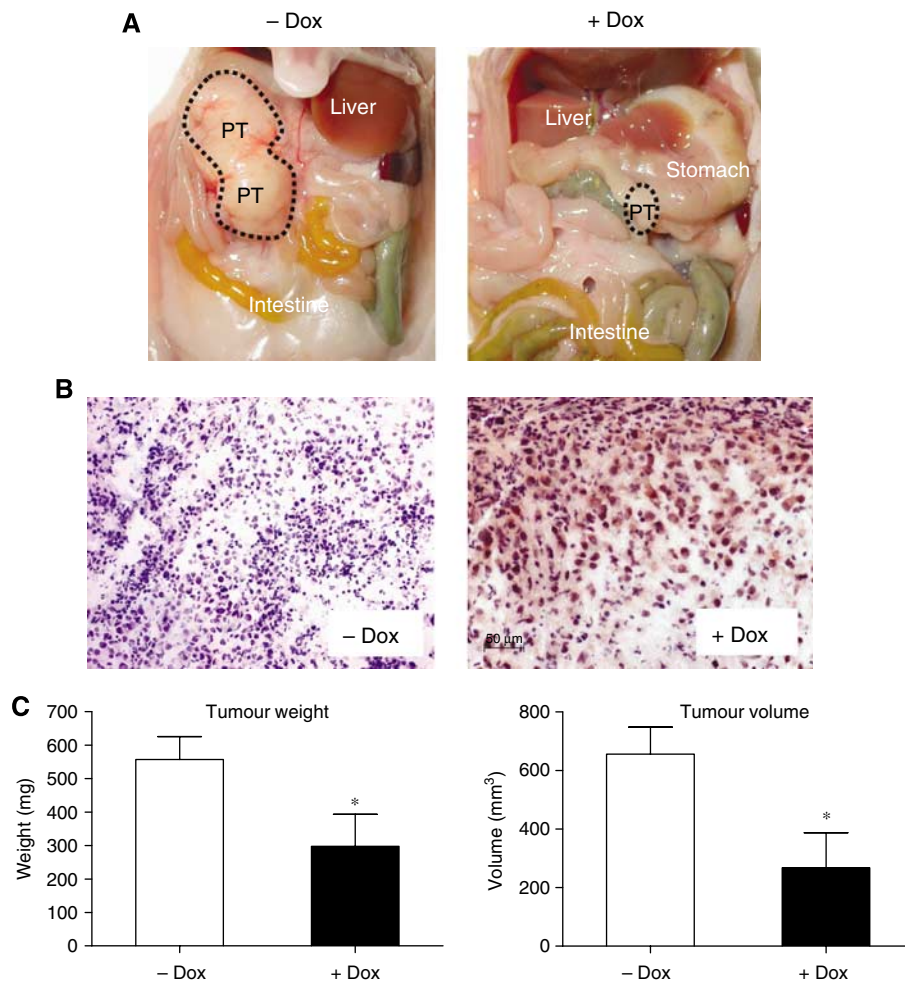 A
– Dox
+ Dox
PT
PT
Liver
Intestine
Liver
Stomach
PT
Intestine
B
– Dox
50 µm
+ Dox
C
Tumour weight
Weight (mg)
700
600
500
400
300
200
100
0
*
– Dox
+ Dox
Tumour volume
Volume (mm³)
800
600
400
200
0
*
– Dox
+ Dox